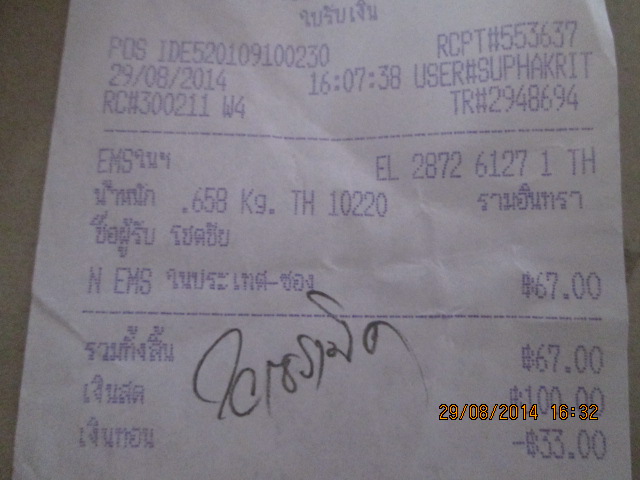 ใบรับเงิน
POS IDE520109100230 RCPT#553637
29/08/2014 16:07:38 USER#SUPHAKRIT
RC#300211 W4 TR#2948694
EMSในฯ EL 2872 6127 1 TH
น้ำหนัก .658 Kg. TH 10220 รามอินทรา
ชื่อผู้รับ โชตชัย
N EMS ในประเทศ-ซอง ฿67.00
รวมทั้งสิ้น ฿67.00
เงินสด ฿100.00
29/08/2014 16:32
เงินทอน -฿33.00